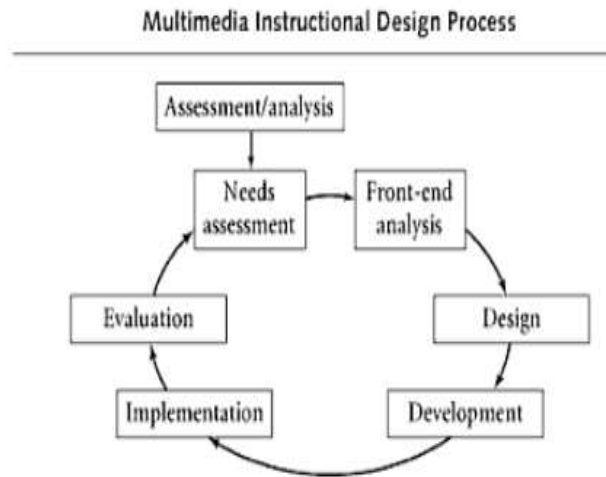 Multimedia Instructional Design Process
Assessment/analysis
Needs
assessment
Front-end
analysis
Design
Development
Implementation
Evaluation